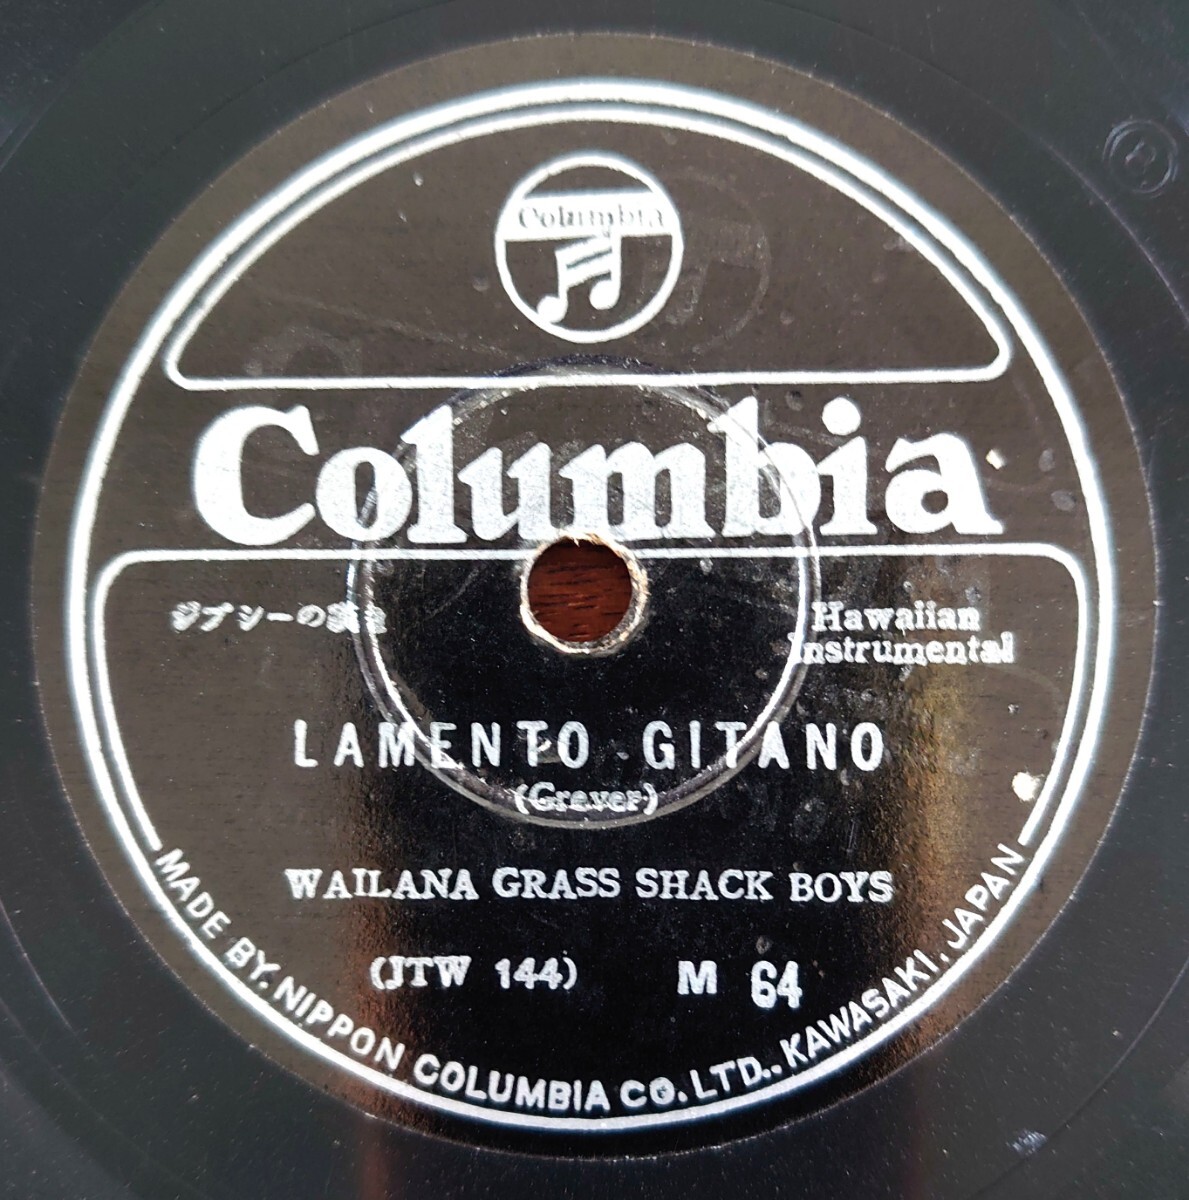 Columbia
Columbia
ジプシーの嘆き
Hawaiian
Instrumental
LAMENTO GITANO
(Grever)
WAILANA GRASS SHACK BOYS
(JTW 144) M 64
MADE BY. NIPPON COLUMBIA CO. LTD., KAWASAKI, JAPAN
R